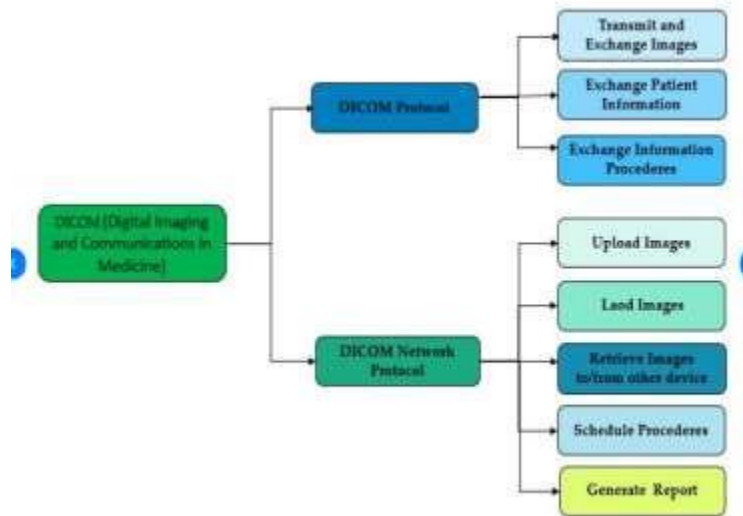 Transmit and
Exchange Images
DICOM Protocol
Exchange Patient
Information
Exchange Information
Procederes
DICOM (Digital Imaging
and Communications in
Medicine)
Upload Images
Laod Images
DICOM Network
Protocol
Retrieve Images
to/from other device
Schedule Procederes
Generate Report